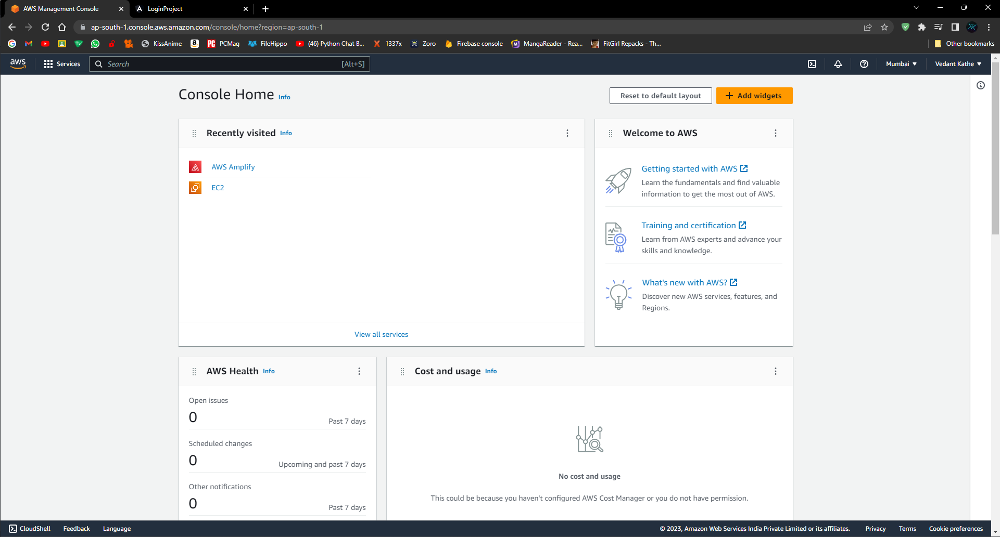 AWS Management Console
LoginProject
ap-south-1.console.aws.amazon.com/console/home?region=ap-south-1
KissAnime
PCMag
FileHippo
(46) Python Chat B...
1337x
Zoro
Firebase console
MangaReader - Rea...
FitGirl Repacks - Th...
Other bookmarks
aws
Services
Search
[Alt+S]
Mumbai
Vedant Kathe
Console Home Info
Reset to default layout
Add widgets
Recently visited Info
AWS Amplify
EC2
View all services
Welcome to AWS
Getting started with AWS
Learn the fundamentals and find valuable
information to get the most out of AWS.
Training and certification
Learn from AWS experts and advance your
skills and knowledge.
What's new with AWS?
Discover new AWS services, features, and
Regions.
AWS Health Info
Open issues
0
Past 7 days
Scheduled changes
0
Upcoming and past 7 days
Other notifications
0
Past 7 days
Cost and usage Info
No cost and usage
This could be because you haven't configured AWS Cost Manager or you do not have permission.
CloudShell
Feedback
Language
© 2023, Amazon Web Services India Private Limited or its affiliates.
Privacy
Terms
Cookie preferences